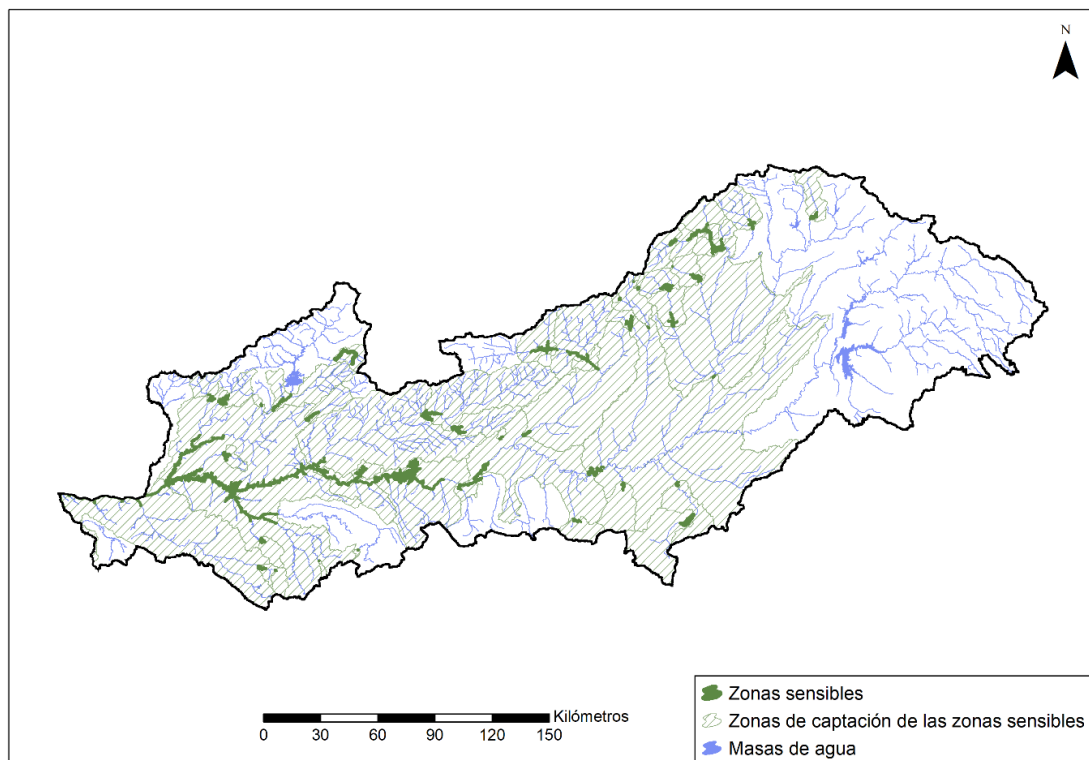 N
Zonas sensibles
Zonas de captación de las zonas sensibles
Masas de agua
Kilómetros
0 30 60 90 120 150